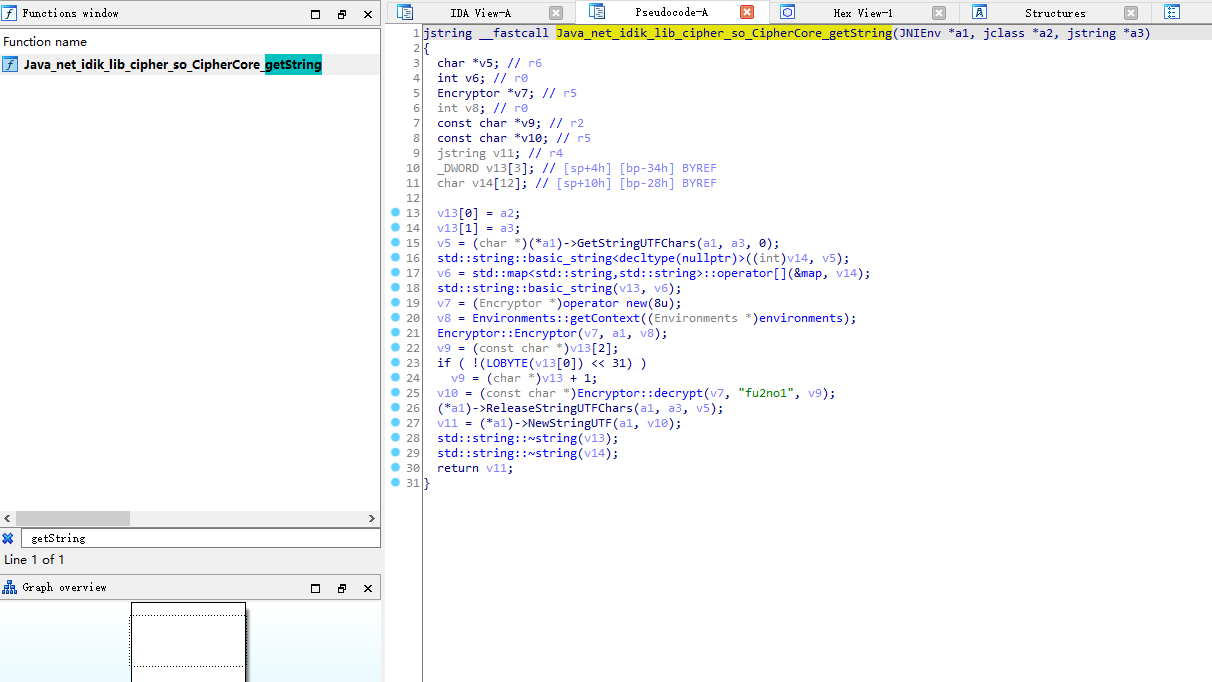 Functions window
Function name
Java_net_idik_lib_cipher_so_CipherCore_getString
getString
Line 1 of 1
Graph overview
IDA View-A
Pseudocode-A
Hex View-1
Structures
1 jstring __fastcall Java_net_idik_lib_cipher_so_CipherCore_getString(JNIEnv *a1, jclass *a2, jstring *a3)
2 {
3   char *v5; // r6
4   int v6; // r0
5   Encryptor *v7; // r5
6   int v8; // r0
7   const char *v9; // r2
8   const char *v10; // r5
9   jstring v11; // r4
10   _DWORD v13[3]; // [sp+4h] [bp-34h] BYREF
11   char v14[12]; // [sp+10h] [bp-28h] BYREF
12
13   v13[0] = a2;
14   v13[1] = a3;
15   v5 = (char *)(*a1)->GetStringUTFChars(a1, a3, 0);
16   std::string::basic_string<decltype(nullptr)>((int)v14, v5);
17   v6 = std::map<std::string,std::string>::operator[](&map, v14);
18   std::string::basic_string(v13, v6);
19   v7 = (Encryptor *)operator new(8u);
20   v8 = Environments::getContext((Environments *)environments);
21   Encryptor::Encryptor(v7, a1, v8);
22   v9 = (const char *)v13[2];
23   if ( !(LOBYTE(v13[0]) << 31) )
24     v9 = (char *)v13 + 1;
25   v10 = (const char *)Encryptor::decrypt(v7, "fu2no1", v9);
26   (*a1)->ReleaseStringUTFChars(a1, a3, v5);
27   v11 = (*a1)->NewStringUTF(a1, v10);
28   std::string::~string(v13);
29   std::string::~string(v14);
30   return v11;
31 }